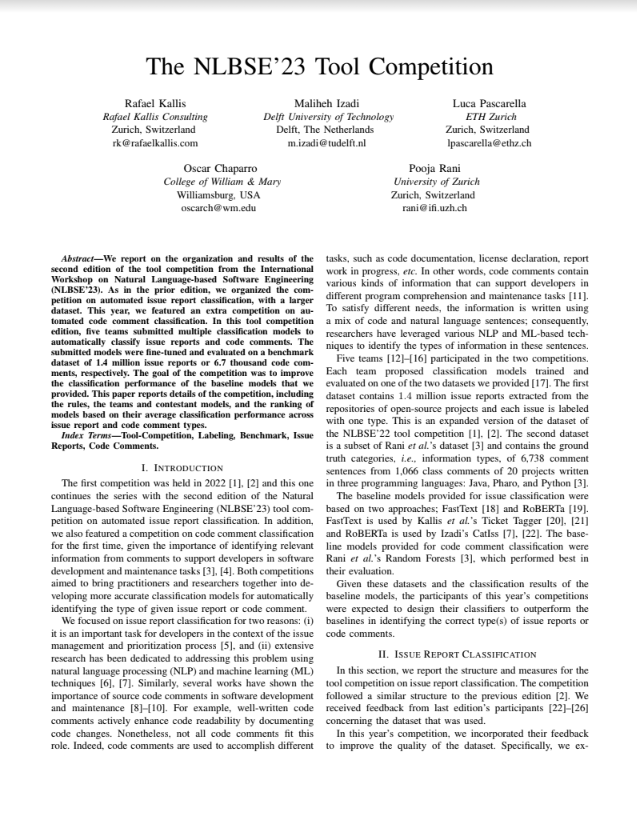 The NLBSE'23 Tool Competition
Rafael Kallis
Rafael Kallis Consulting
Zurich, Switzerland
rk@rafaelkallis.com
Maliheh Izadi
Delft University of Technology
Delft, The Netherlands
m.izadi@tudelft.nl
Luca Pascarella
ETH Zurich
Zurich, Switzerland
lpascarella@ethz.ch
Oscar Chaparro
College of William & Mary
Williamsburg, USA
oscarch@wm.edu
Pooja Rani
University of Zurich
Zurich, Switzerland
rani@ifi.uzh.ch
Abstract—We report on the organization and results of the
second edition of the tool competition from the International
Workshop on Natural Language-based Software Engineering
(NLBSE'23). As in the prior edition, we organized the com-
petition on automated issue report classification, with a larger
dataset. This year, we featured an extra competition on au-
tomated code comment classification. In this tool competition
edition, five teams submitted multiple classification models to
automatically classify issue reports and code comments. The
submitted models were fine-tuned and evaluated on a benchmark
dataset of 1.4 million issue reports or 6.7 thousand code com-
ments, respectively. The goal of the competition was to improve
the classification performance of the baseline models that we
provided. This paper reports details of the competition, including
the rules, the teams and contestant models, and the ranking of
models based on their average classification performance across
issue report and code comment types.
Index Terms—Tool-Competition, Labeling, Benchmark, Issue
Reports, Code Comments.
I. INTRODUCTION
The first competition was held in 2022 [1], [2] and this one
continues the series with the second edition of the Natural
Language-based Software Engineering (NLBSE'23) tool com-
petition on automated issue report classification. In addition,
we also featured a competition on code comment classification
for the first time, given the importance of identifying relevant
information from comments to support developers in software
development and maintenance tasks [3], [4]. Both competitions
aimed to bring practitioners and researchers together into de-
veloping more accurate classification models for automatically
identifying the type of given issue report or code comment.
We focused on issue report classification for two reasons: (i)
it is an important task for developers in the context of the issue
management and prioritization process [5], and (ii) extensive
research has been dedicated to addressing this problem using
natural language processing (NLP) and machine learning (ML)
techniques [6], [7]. Similarly, several works have shown the
importance of source code comments in software development
and maintenance [8]–[10]. For example, well-written code
comments actively enhance code readability by documenting
code changes. Nonetheless, not all code comments fit this
role. Indeed, code comments are used to accomplish different
tasks, such as code documentation, license declaration, report
work in progress, etc. In other words, code comments contain
various kinds of information that can support developers in
different program comprehension and maintenance tasks [11].
To satisfy different needs, the information is written using
a mix of code and natural language sentences; consequently,
researchers have leveraged various NLP and ML-based tech-
niques to identify the types of information in these sentences.
Five teams [12]–[16] participated in the two competitions.
Each team proposed classification models trained and
evaluated on one of the two datasets we provided [17]. The first
dataset contains 1.4 million issue reports extracted from the
repositories of open-source projects and each issue is labeled
with one type. This is an expanded version of the dataset of
the NLBSE'22 tool competition [1], [2]. The second dataset
is a subset of Rani et al.'s dataset [3] and contains the ground
truth categories, i.e., information types, of 6,738 comment
sentences from 1,066 class comments of 20 projects written
in three programming languages: Java, Pharo, and Python [3].
The baseline models provided for issue classification were
based on two approaches; FastText [18] and RoBERTa [19].
FastText is used by Kallis et al.'s Ticket Tagger [20], [21]
and RoBERTa is used by Izadi's CatIss [7], [22]. The base-
line models provided for code comment classification were
Rani et al.'s Random Forests [3], which performed best in
their evaluation.
Given these datasets and the classification results of the
baseline models, the participants of this year's competitions
were expected to design their classifiers to outperform the
baselines in identifying the correct type(s) of issue reports or
code comments.
II. ISSUE REPORT CLASSIFICATION
In this section, we report the structure and measures for the
tool competition on issue report classification. The competition
followed a similar structure to the previous edition [2]. We
received feedback from last edition's participants [22]–[26]
concerning the dataset that was used.
In this year's competition, we incorporated their feedback
to improve the quality of the dataset. Specifically, we ex-